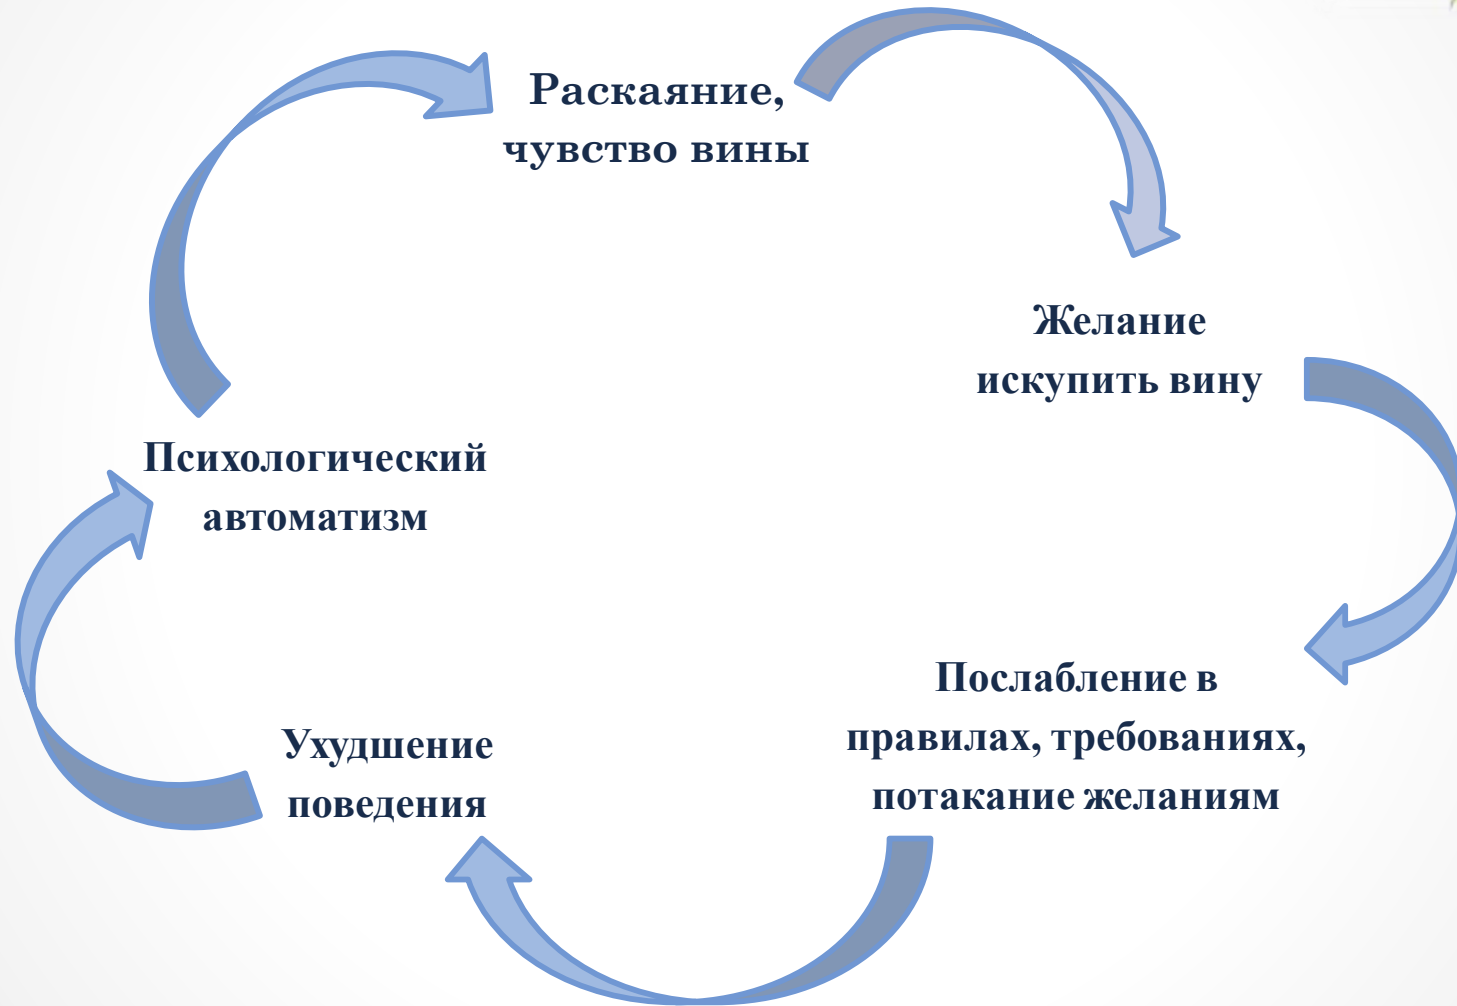 Раскаяние,
чувство вины
Желание
искупить вину
Послабление в
правилах, требованиях,
потакание желаниям
Ухудшение
поведения
Психологический
автоматизм